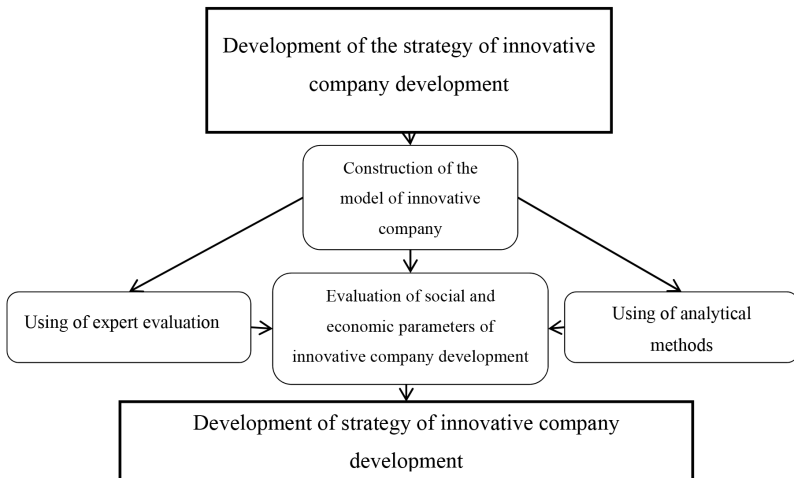 Development of the strategy of innovative
company development
Construction of the
model of innovative
company
Using of expert evaluation
Evaluation of social and
economic parameters of
innovative company development
Using of analytical
methods
Development of strategy of innovative company
development